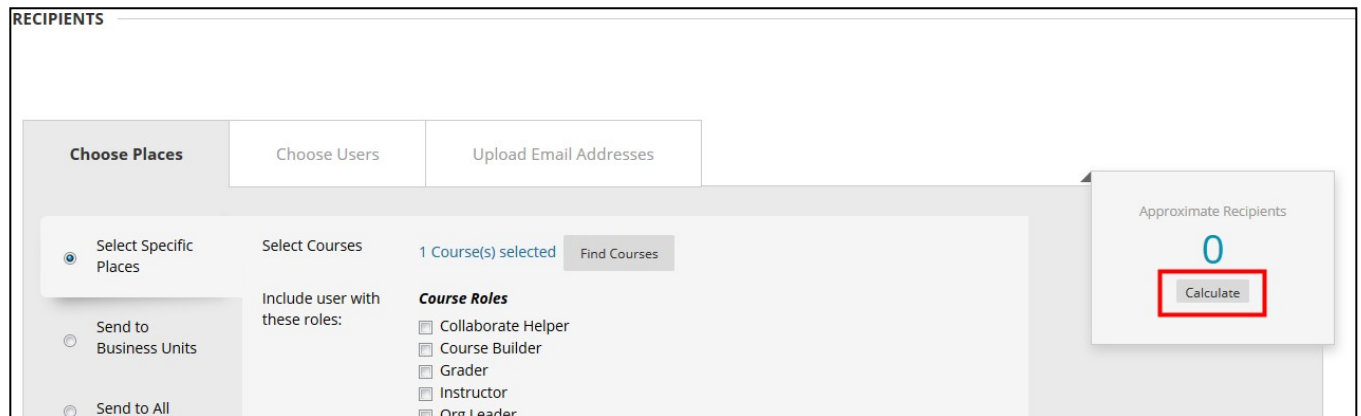 RECIPIENTS
Choose Places
Choose Users
Upload Email Addresses
Approximate Recipients
0
Calculate
Select Specific
Places
Select Courses
1 Course(s) selected
Find Courses
Include user with
these roles:
Course Roles
Collaborate Helper
Course Builder
Grader
Instructor
Org Leader
Send to
Business Units
Send to All